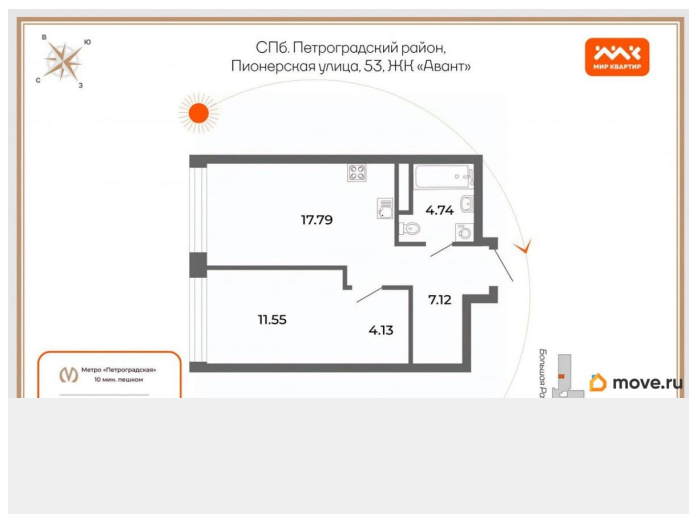 В
Ю
С
З
СПб. Петроградский район,
Пионерская улица, 53, ЖК «Авант»
МИР КВАРТИР
17.79
4.74
11.55
4.13
7.12
Метро «Петроградская»
10 мин. пешком
Большая
move.ru